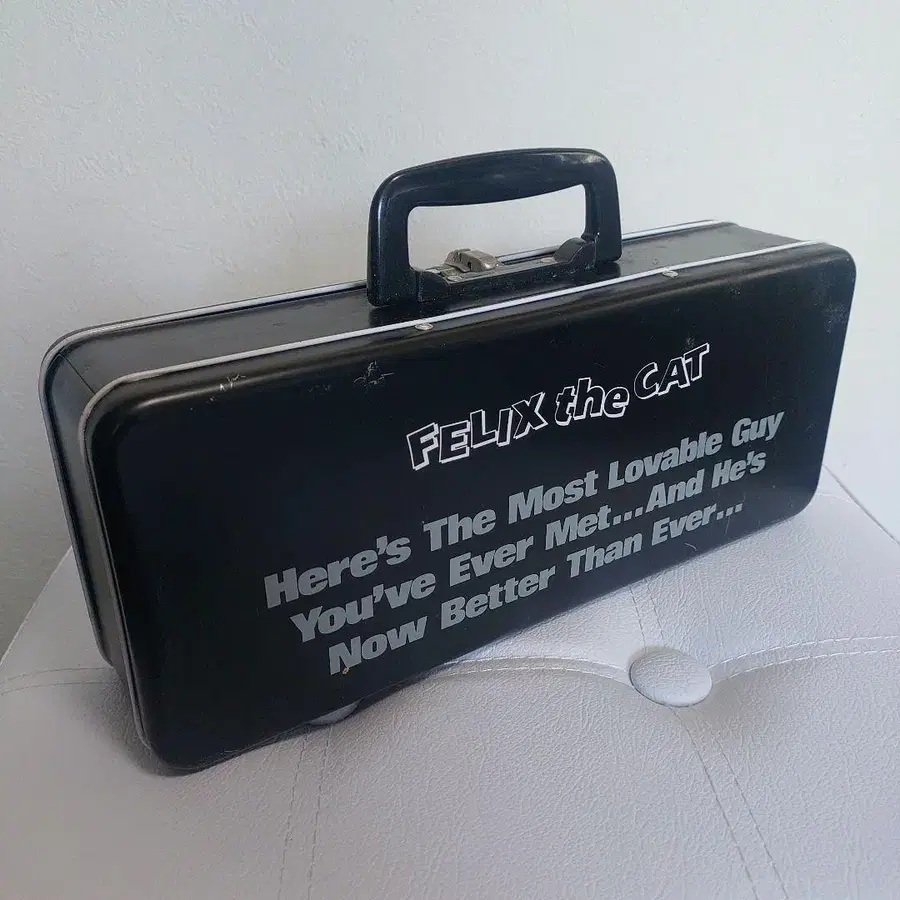 FELIX the CAT
Here's The Most Lovable Guy
You've Ever Met...And He's
Now Better Than Ever...